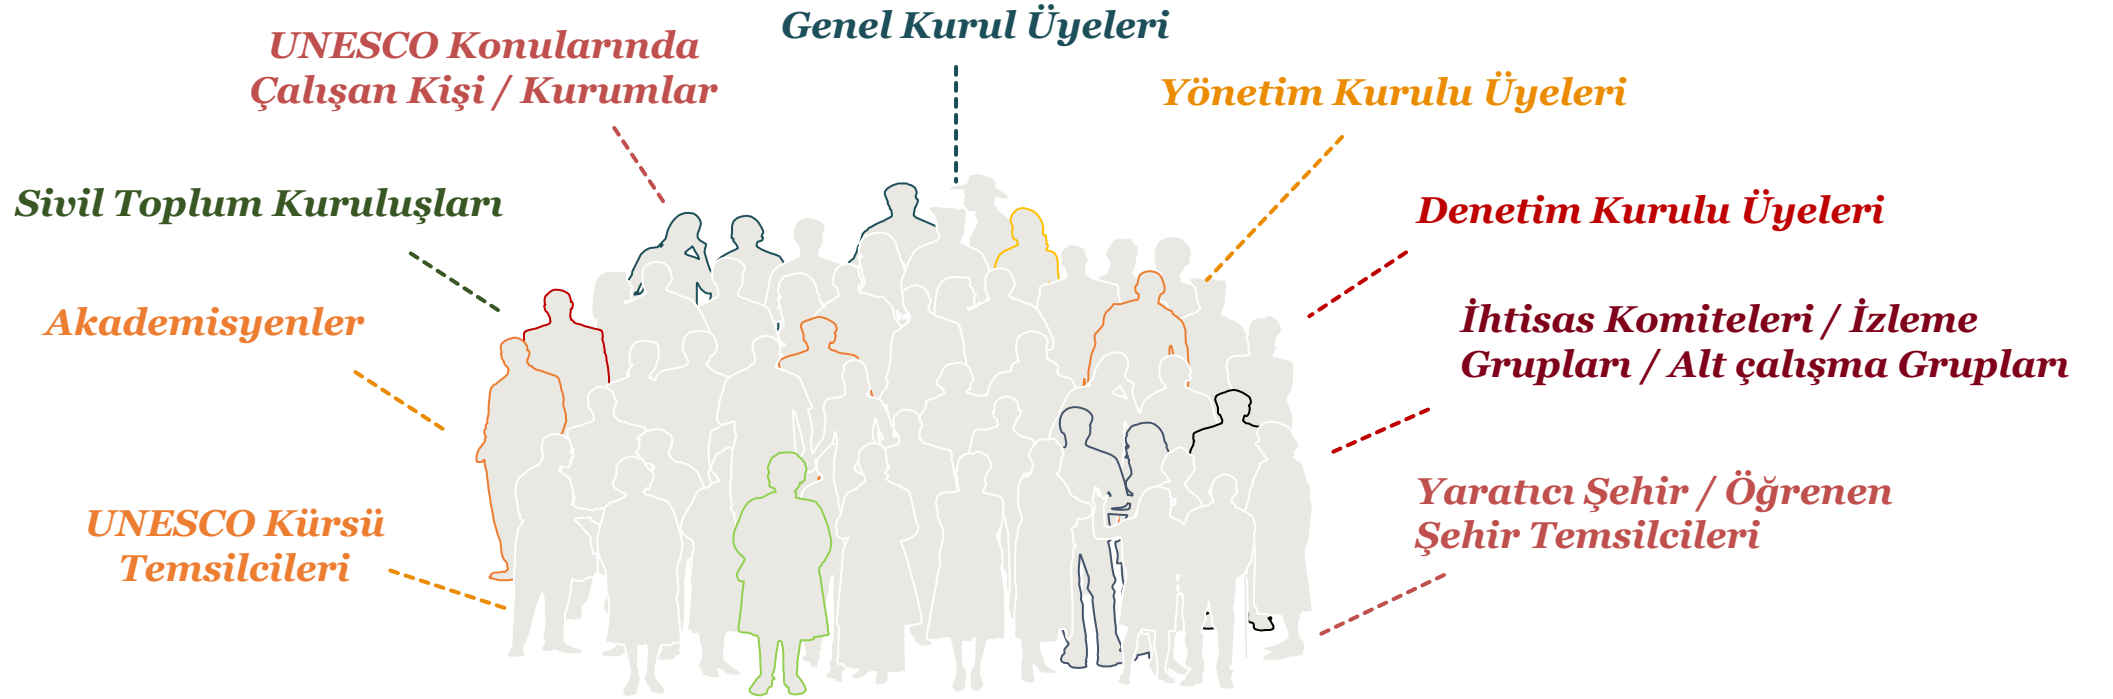 Genel Kurul Üyeleri
UNESCO Konularında
Çalışan Kişi / Kurumlar
Yönetim Kurulu Üyeleri
Sivil Toplum Kuruluşları
Denetim Kurulu Üyeleri
Akademisyenler
İhtisas Komiteleri / İzleme
Grupları / Alt çalışma Grupları
UNESCO Kürsü
Temsilcileri
Yaratıcı Şehir / Öğrenen
Şehir Temsilcileri